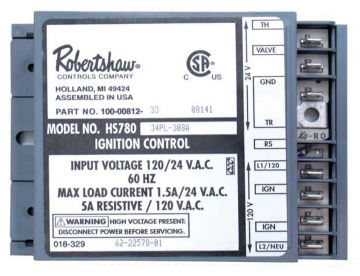 Robertshaw
CONTROLS COMPANY
HOLLAND, MI 49424
ASSEMBLED IN USA
PART NO. 100-00812- 33 08141
MODEL NO. HS780 34PL-308A
IGNITION CONTROL
INPUT VOLTAGE 120/24 V.A.C.
60 HZ
MAX LOAD CURRENT 1.5A/24 V.A.C.
5A RESISTIVE / 120 V.A.C.
WARNING HIGH VOLTAGE PRESENT:
DISCONNECT POWER BEFORE SERVICING.
018-329 62-22578-01
C US
TH
VALVE
24 V
GND
TR
RS
L1/120
IGN
120 V
IGN
L2/NEU